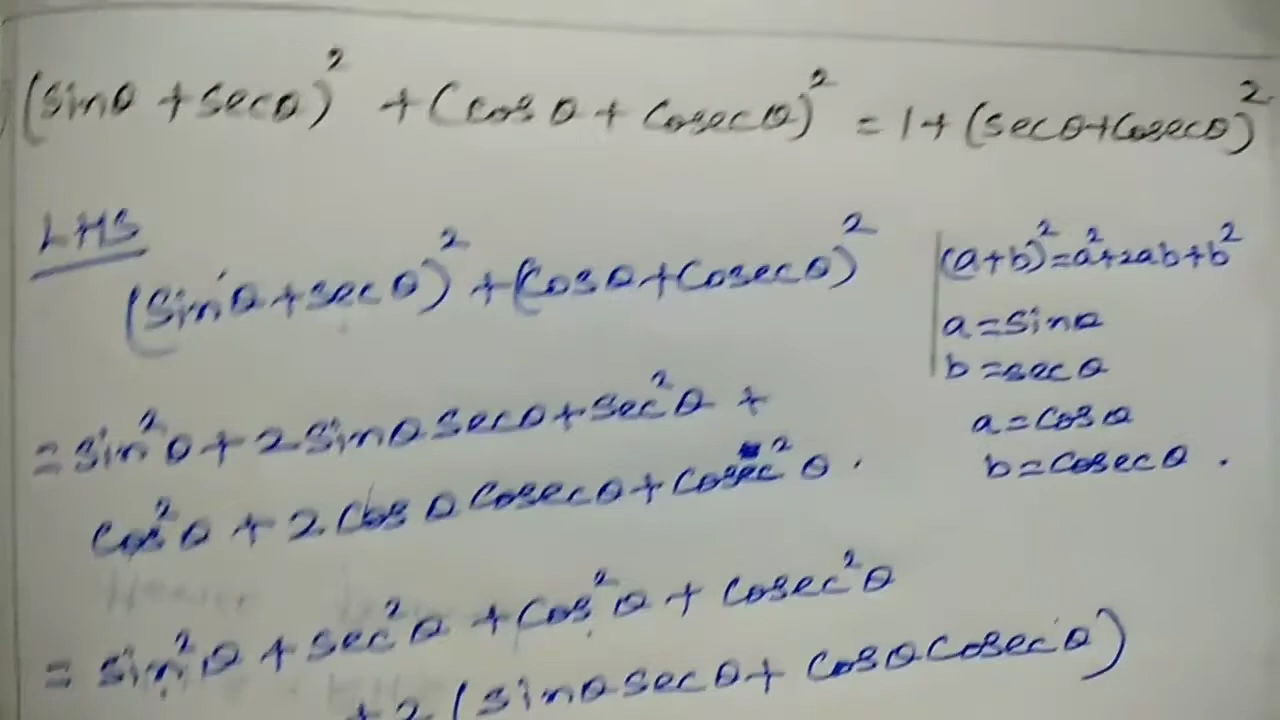 (sinθ + secθ)² + (cosθ + cosecθ)² = 1 + (secθ + cosecθ)²
LHS
(sinθ + secθ)² + (cosθ + cosecθ)²
(a+b)² = a² + 2ab + b²
a = sinθ
b = secθ
a = cosθ
b = cosecθ.
= sin²θ + 2 sinθ secθ + sec²θ +
cos²θ + 2 cosθ cosecθ + cosec²θ.
= sin²θ + sec²θ + cos²θ + cosec²θ
+ 2 (sinθ secθ + cosθ cosecθ)